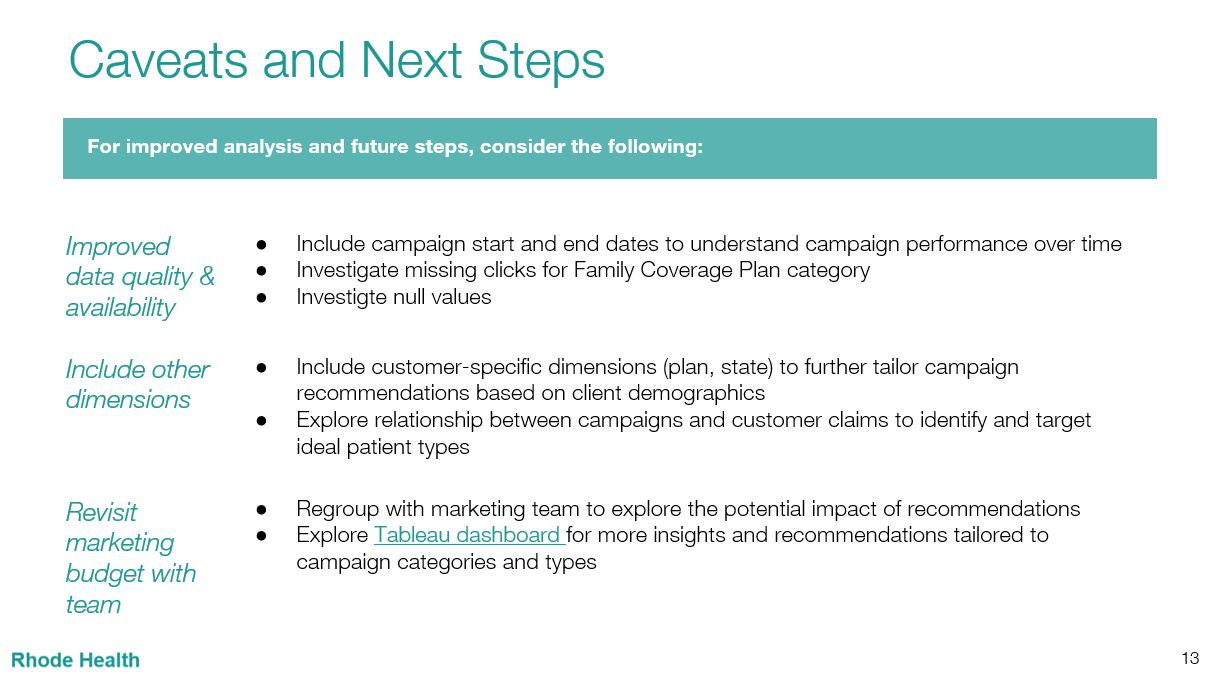 Caveats and Next Steps
For improved analysis and future steps, consider the following:
Improved
data quality &
availability
● Include campaign start and end dates to understand campaign performance over time
● Investigate missing clicks for Family Coverage Plan category
● Investigte null values
Include other
dimensions
● Include customer-specific dimensions (plan, state) to further tailor campaign
recommendations based on client demographics
● Explore relationship between campaigns and customer claims to identify and target
ideal patient types
Revisit
marketing
budget with
team
● Regroup with marketing team to explore the potential impact of recommendations
● Explore Tableau dashboard for more insights and recommendations tailored to
campaign categories and types
Rhode Health
13